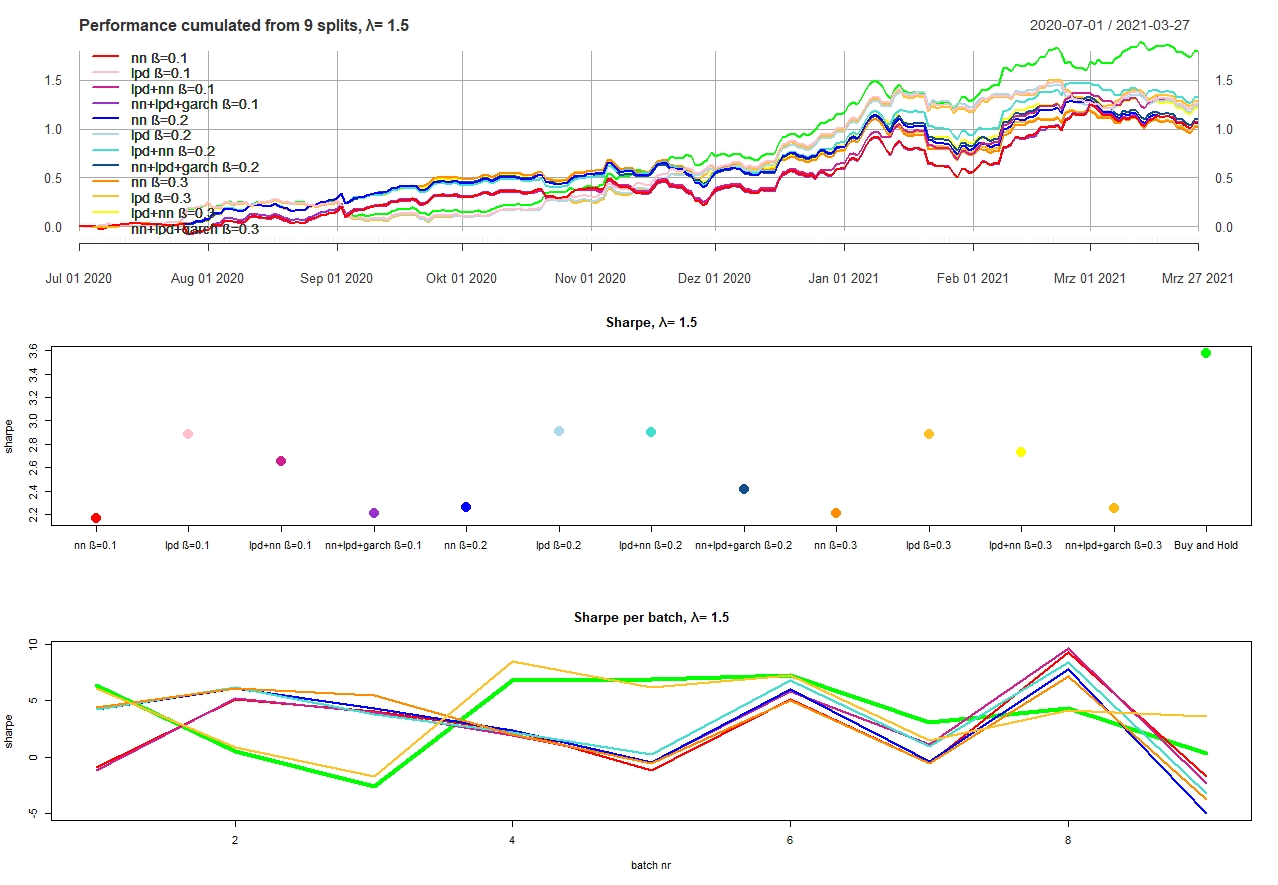 Performance cumulated from 9 splits, λ= 1.5
2020-07-01 / 2021-03-27
nn ß=0.1
lpd ß=0.1
lpd+nn ß=0.1
nn+lpd+garch ß=0.1
nn ß=0.2
lpd ß=0.2
lpd+nn ß=0.2
nn+lpd+garch ß=0.2
nn ß=0.3
lpd ß=0.3
lpd+nn ß=0.3
nn+lpd+garch ß=0.3
1.5
1.0
0.5
0.0
1.5
1.0
0.5
0.0
Jul 01 2020 Aug 01 2020 Sep 01 2020 Okt 01 2020 Nov 01 2020 Dez 01 2020 Jan 01 2021 Feb 01 2021 Mrz 01 2021 Mrz 27 2021
Sharpe, λ= 1.5
sharpe
3.6
3.4
3.2
3.0
2.8
2.6
2.4
2.2
nn ß=0.1 lpd ß=0.1 lpd+nn ß=0.1 nn+lpd+garch ß=0.1 nn ß=0.2 lpd ß=0.2 lpd+nn ß=0.2 nn+lpd+garch ß=0.2 nn ß=0.3 lpd ß=0.3 lpd+nn ß=0.3 nn+lpd+garch ß=0.3 Buy and Hold
Sharpe per batch, λ= 1.5
sharpe
10
5
0
-5
2 4 6 8
batch nr